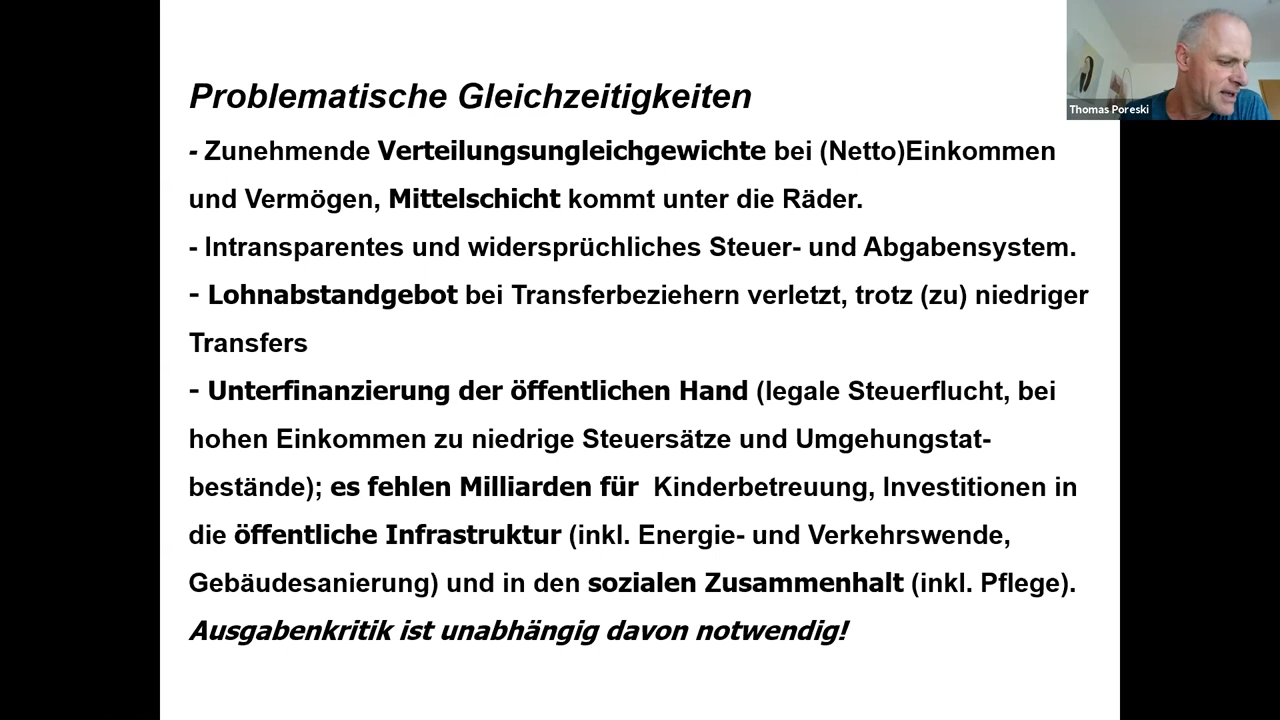 Problematische Gleichzeitigkeiten
- Zunehmende Verteilungsungleichgewichte bei (Netto)Einkommen
und Vermögen, Mittelschicht kommt unter die Räder.
- Intransparentes und widersprüchliches Steuer- und Abgabensystem.
- Lohnabstandgebot bei Transferbeziehern verletzt, trotz (zu) niedriger
Transfers
- Unterfinanzierung der öffentlichen Hand (legale Steuerflucht, bei
hohen Einkommen zu niedrige Steuersätze und Umgehungstat-
bestände); es fehlen Milliarden für  Kinderbetreuung, Investitionen in
die öffentliche Infrastruktur (inkl. Energie- und Verkehrswende,
Gebäudesanierung) und in den sozialen Zusammenhalt (inkl. Pflege).
Ausgabenkritik ist unabhängig davon notwendig!
Thomas Poreski